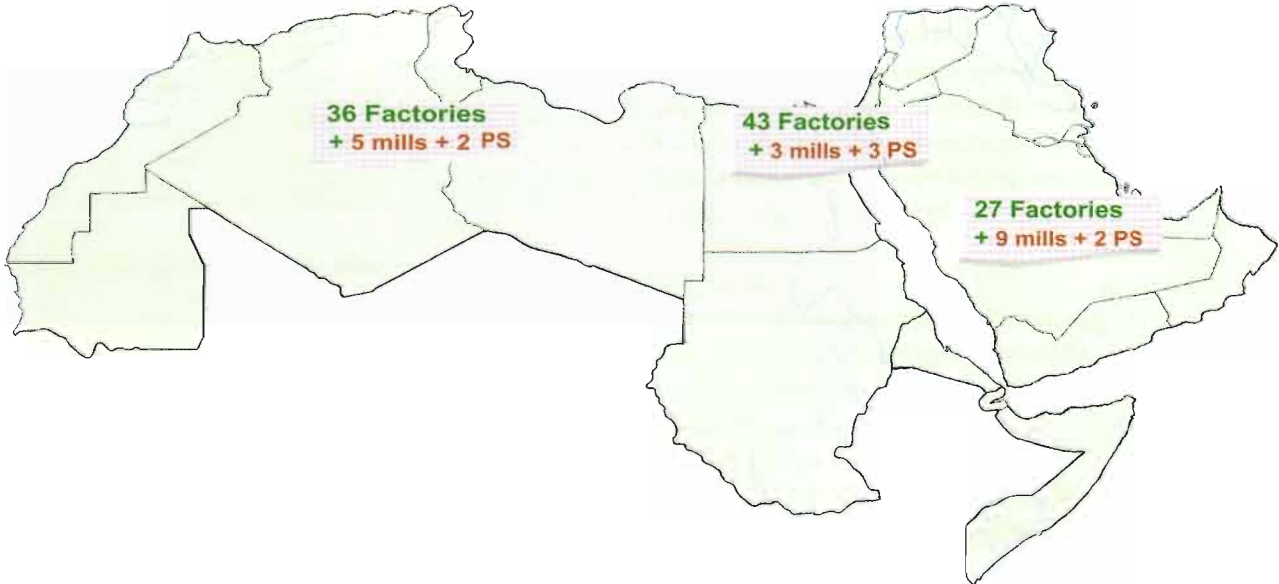 36 Factories
+ 5 mills + 2 PS
43 Factories
+ 3 mills + 3 PS
27 Factories
+ 9 mills + 2 PS